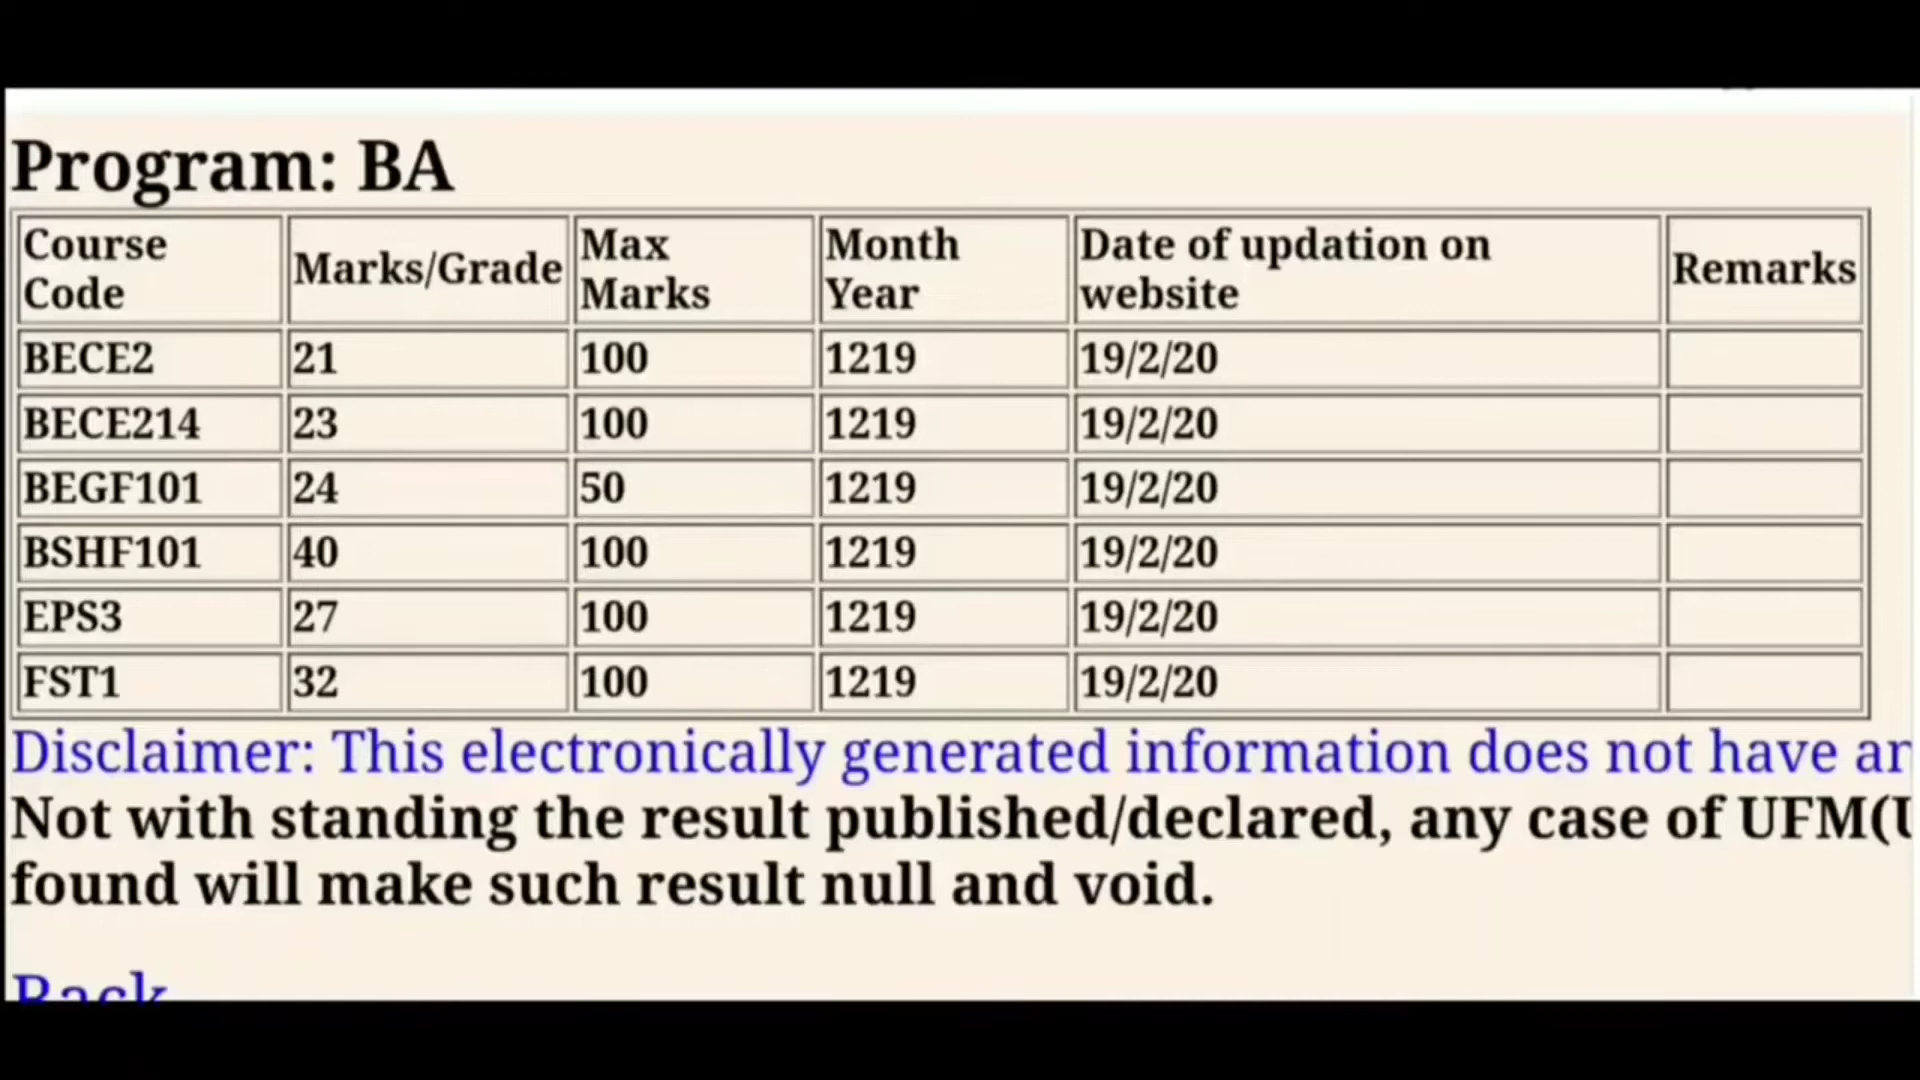 Program: BA
Course Code Marks/Grade Max Marks Month Year Date of updation on website Remarks
BECE2 21 100 1219 19/2/20
BECE214 23 100 1219 19/2/20
BEGF101 24 50 1219 19/2/20
BSHF101 40 100 1219 19/2/20
EPS3 27 100 1219 19/2/20
FST1 32 100 1219 19/2/20
Disclaimer: This electronically generated information does not have
Not with standing the result published/declared, any case of UFM(
found will make such result null and void.
Back